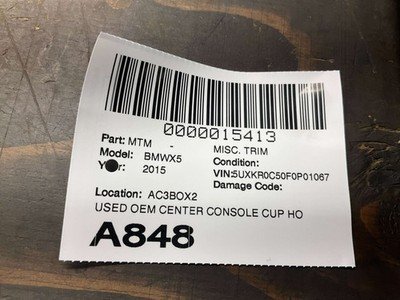 0000015413
Part: MTM - MISC. TRIM
Model: BMWX5 Condition:
Year: 2015 VIN:5UXKR0C50F0P01067
Damage Code:
Location: AC3BOX2
USED OEM CENTER CONSOLE CUP HO
A848